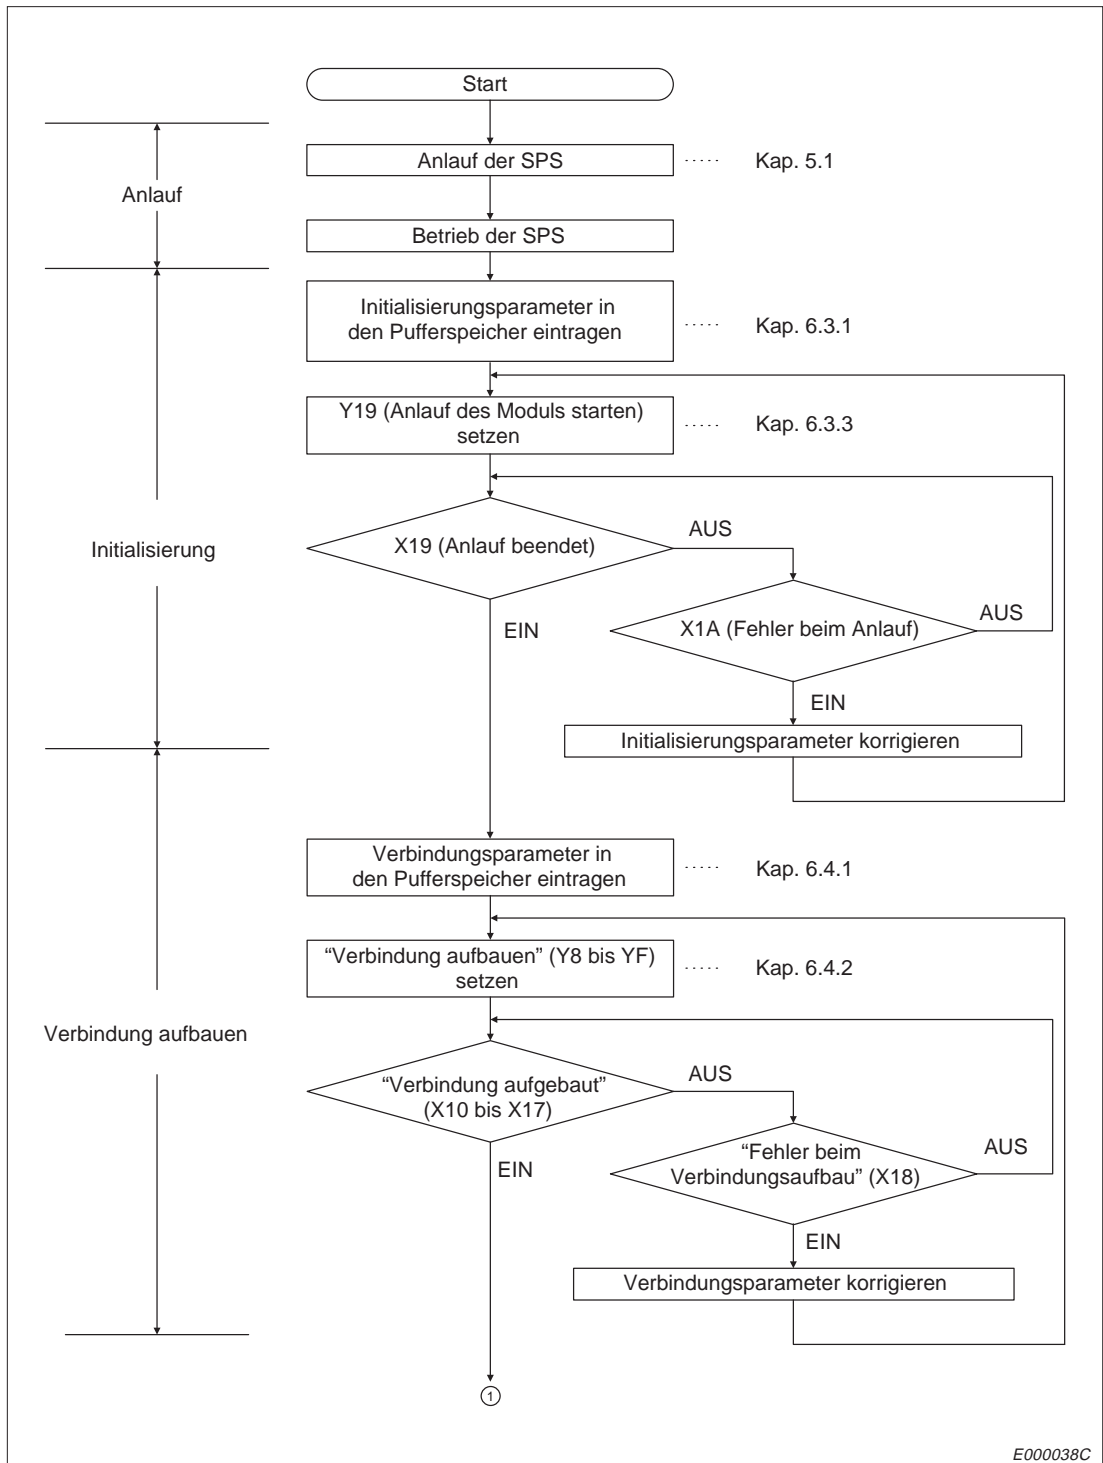 Start
Anlauf der SPS
Kap. 5.1
Anlauf
Betrieb der SPS
Initialisierungsparameter in
den Pufferspeicher eintragen
Kap. 6.3.1
Y19 (Anlauf des Moduls starten)
setzen
Kap. 6.3.3
Initialisierung
X19 (Anlauf beendet)
AUS
EIN
X1A (Fehler beim Anlauf)
AUS
EIN
Initialisierungsparameter korrigieren
Verbindungsparameter in
den Pufferspeicher eintragen
Kap. 6.4.1
“Verbindung aufbauen” (Y8 bis YF)
setzen
Kap. 6.4.2
Verbindung aufbauen
“Verbindung aufgebaut”
(X10 bis X17)
AUS
EIN
“Fehler beim
Verbindungsaufbau” (X18)
AUS
EIN
Verbindungsparameter korrigieren
1
E000038C